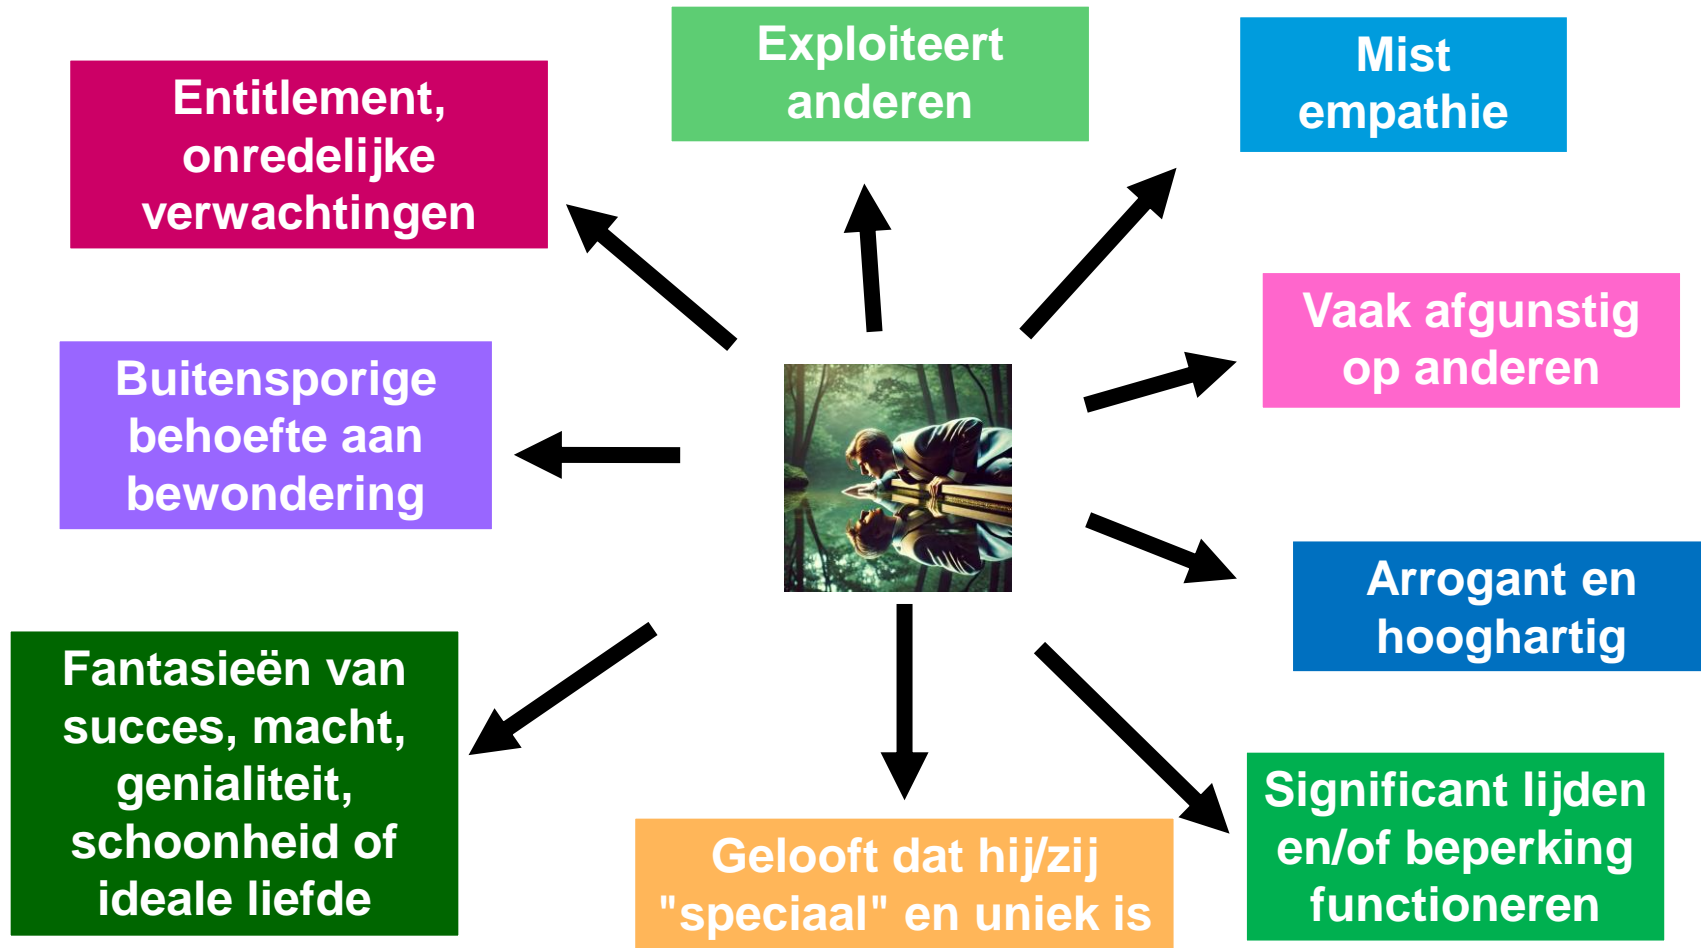 Exploiteert
anderen
Mist
empathie
Entitlement,
onredelijke
verwachtingen
Vaak afgunstig
op anderen
Buitensporige
behoefte aan
bewondering
Arrogant en
hooghartig
Fantasieën van
succes, macht,
genialiteit,
schoonheid of
ideale liefde
Significant lijden
en/of beperking
functioneren
Gelooft dat hij/zij
"speciaal" en uniek is